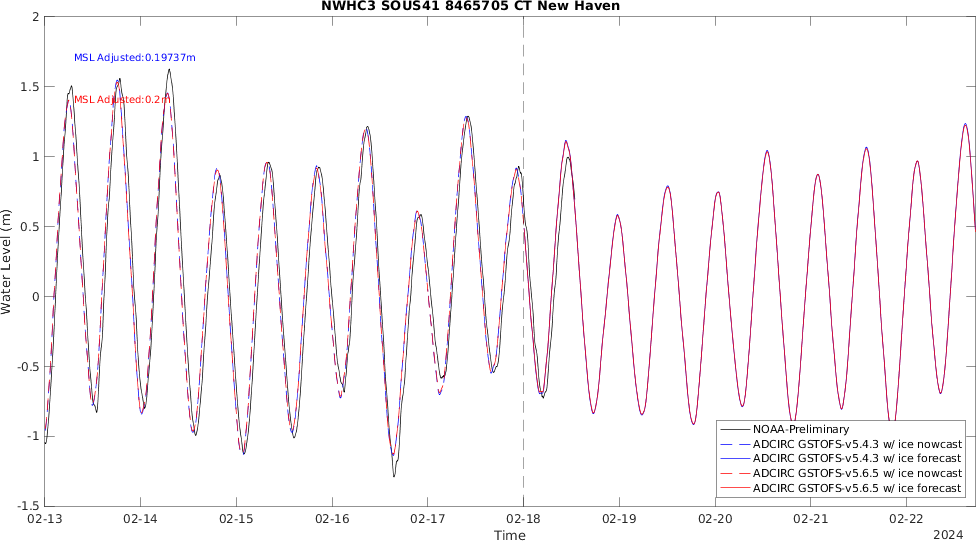 NWHC3 SOUS41 8465705 CT New Haven
2
1.5
1
0.5
0
-0.5
-1
-1.5
Water Level (m)
MSL Adjusted:0.19737m
MSL Adjusted:0.2m
NOAA-Preliminary
ADCIRC GSTOFS-v5.4.3 w/ ice nowcast
ADCIRC GSTOFS-v5.4.3 w/ ice forecast
ADCIRC GSTOFS-v5.6.5 w/ ice nowcast
ADCIRC GSTOFS-v5.6.5 w/ ice forecast
02-13 02-14 02-15 02-16 02-17 02-18 02-19 02-20 02-21 02-22
Time
2024